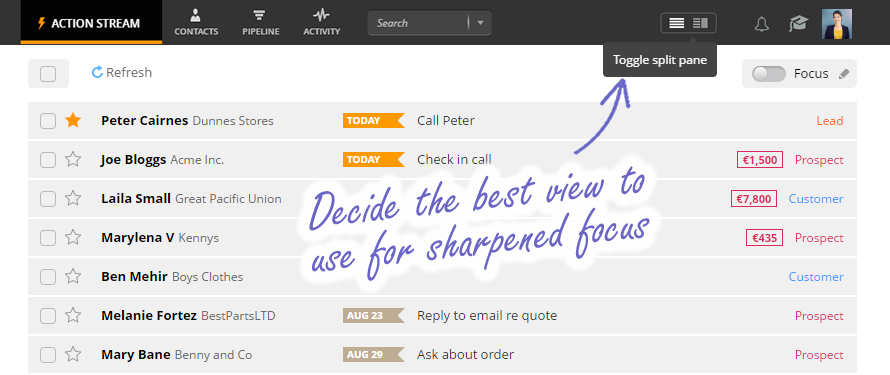 ACTION STREAM CONTACTS PIPELINE ACTIVITY Search
Toggle split pane
Refresh Focus
Peter Cairnes Dunnes Stores TODAY Call Peter Lead
Joe Bloggs Acme Inc. TODAY Check in call €1,500 Prospect
Laila Small Great Pacific Union €7,800 Customer
Marylena V Kennys €435 Prospect
Decide the best view to
use for sharpened focus
Ben Mehir Boys Clothes Customer
Melanie Fortez BestPartsLTD AUG 23 Reply to email re quote Prospect
Mary Bane Benny and Co AUG 29 Ask about order Prospect